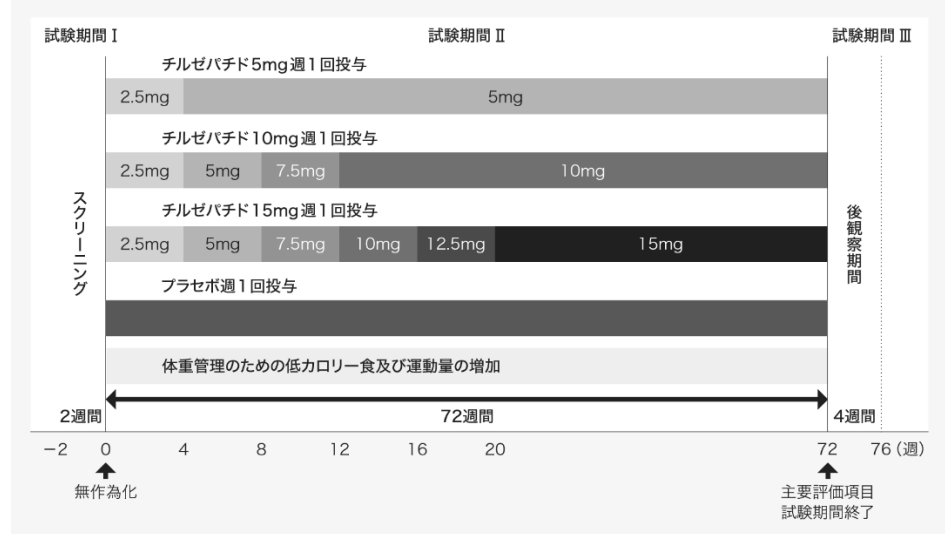 試験期間Ⅰ
試験期間Ⅱ
試験期間Ⅲ
チルゼパチド5mg週1回投与
2.5mg
5mg
チルゼパチド10mg週1回投与
2.5mg
5mg
7.5mg
10mg
チルゼパチド15mg週1回投与
2.5mg
5mg
7.5mg
10mg
12.5mg
15mg
スクリーニング
後観察期間
プラセボ週1回投与
体重管理のための低カロリー食及び運動量の増加
2週間
72週間
4週間
−2 0 4 8 12 16 20 72 76（週）
無作為化
主要評価項目
試験期間終了